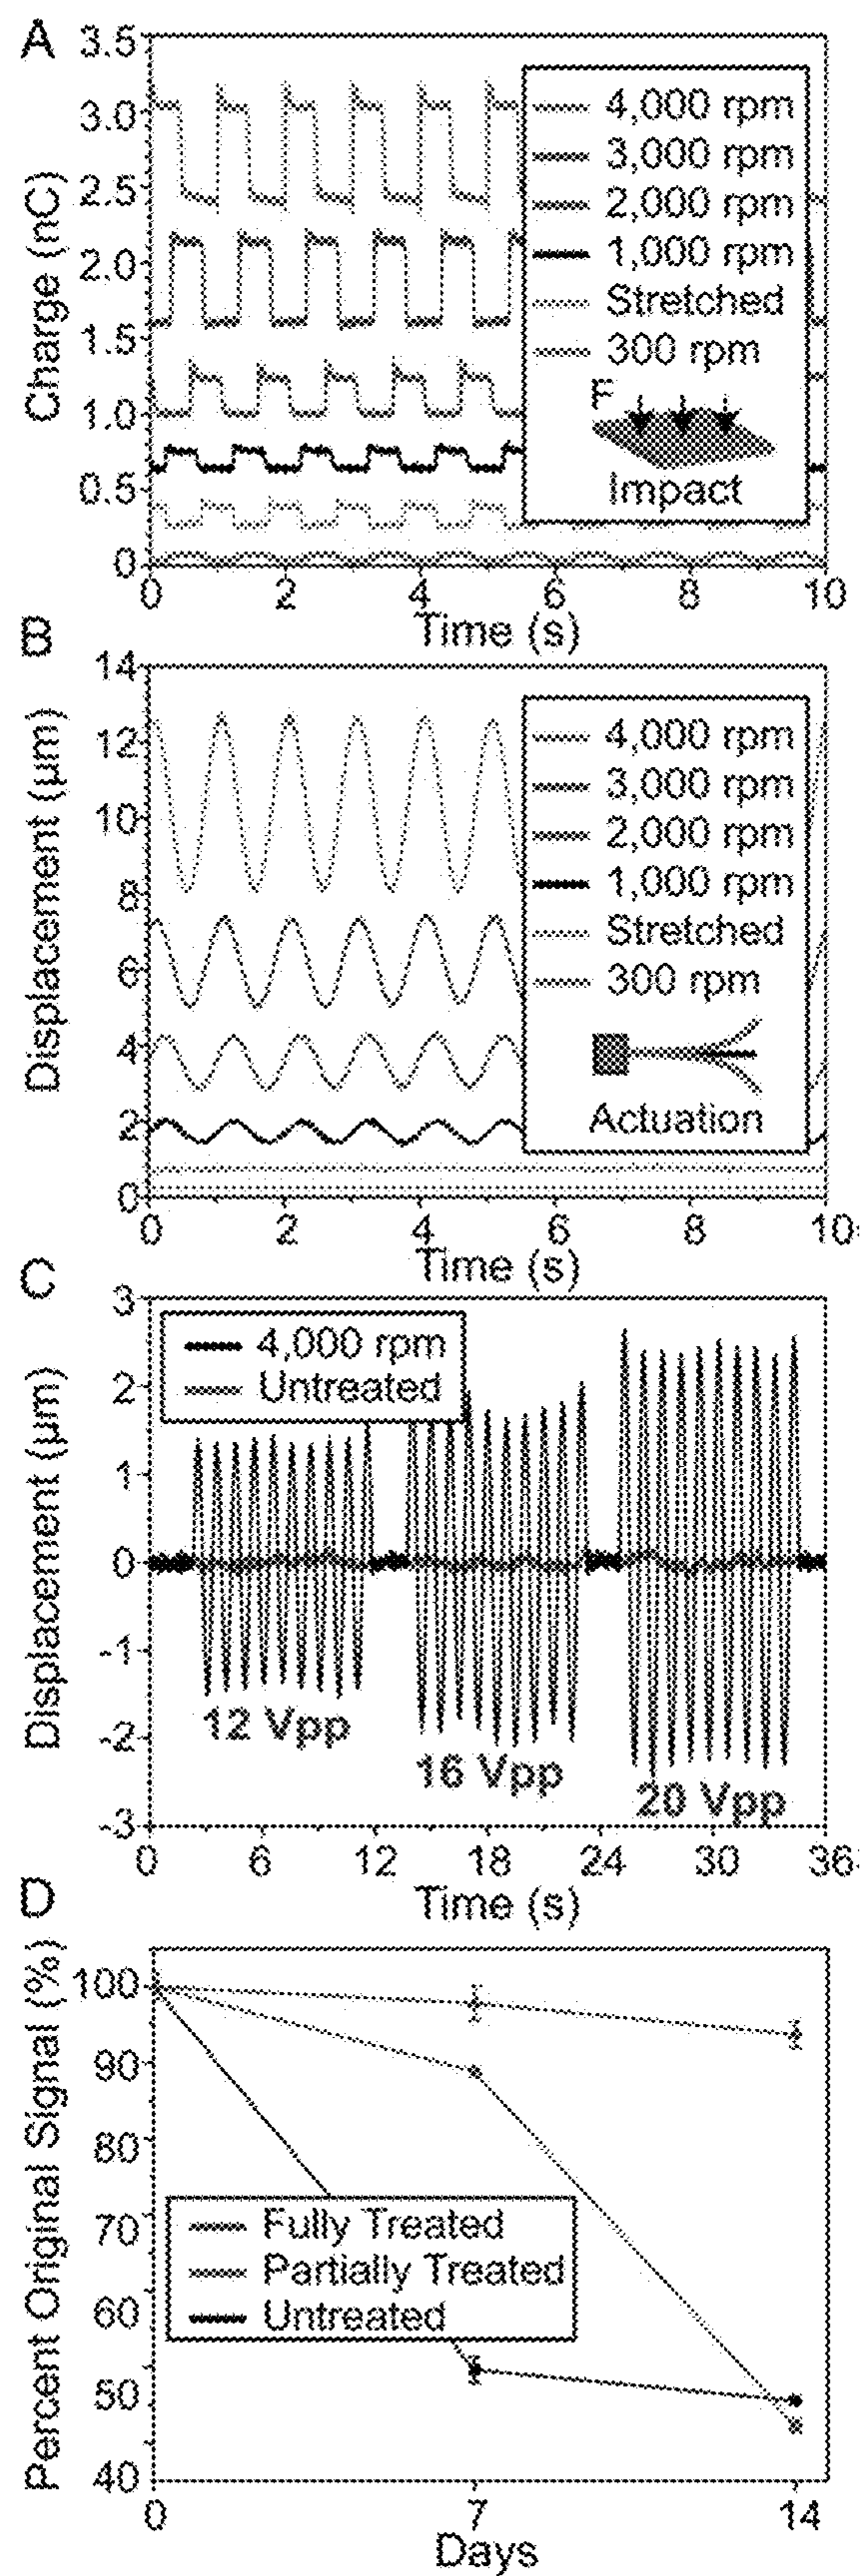 A
3.5
3.0
2.5
2.0
1.5
1.0
0.5
0
Charge (nC)
4,000 rpm
3,000 rpm
2,000 rpm
1,000 rpm
Stretched
300 rpm
F
Impact
0 2 4 6 8 10
Time (s)
B
14
12
10
8
6
4
2
0
Displacement (μm)
4,000 rpm
3,000 rpm
2,000 rpm
1,000 rpm
Stretched
300 rpm
Actuation
0 2 4 6 8 10
Time (s)
C
3
2
1
0
-1
-2
-3
Displacement (μm)
4,000 rpm
Untreated
12 Vpp
16 Vpp
20 Vpp
0 6 12 18 24 30 36
Time (s)
D
100
90
80
70
60
50
40
Percent Original Signal (%)
Fully Treated
Partially Treated
Untreated
0 7 14
Days